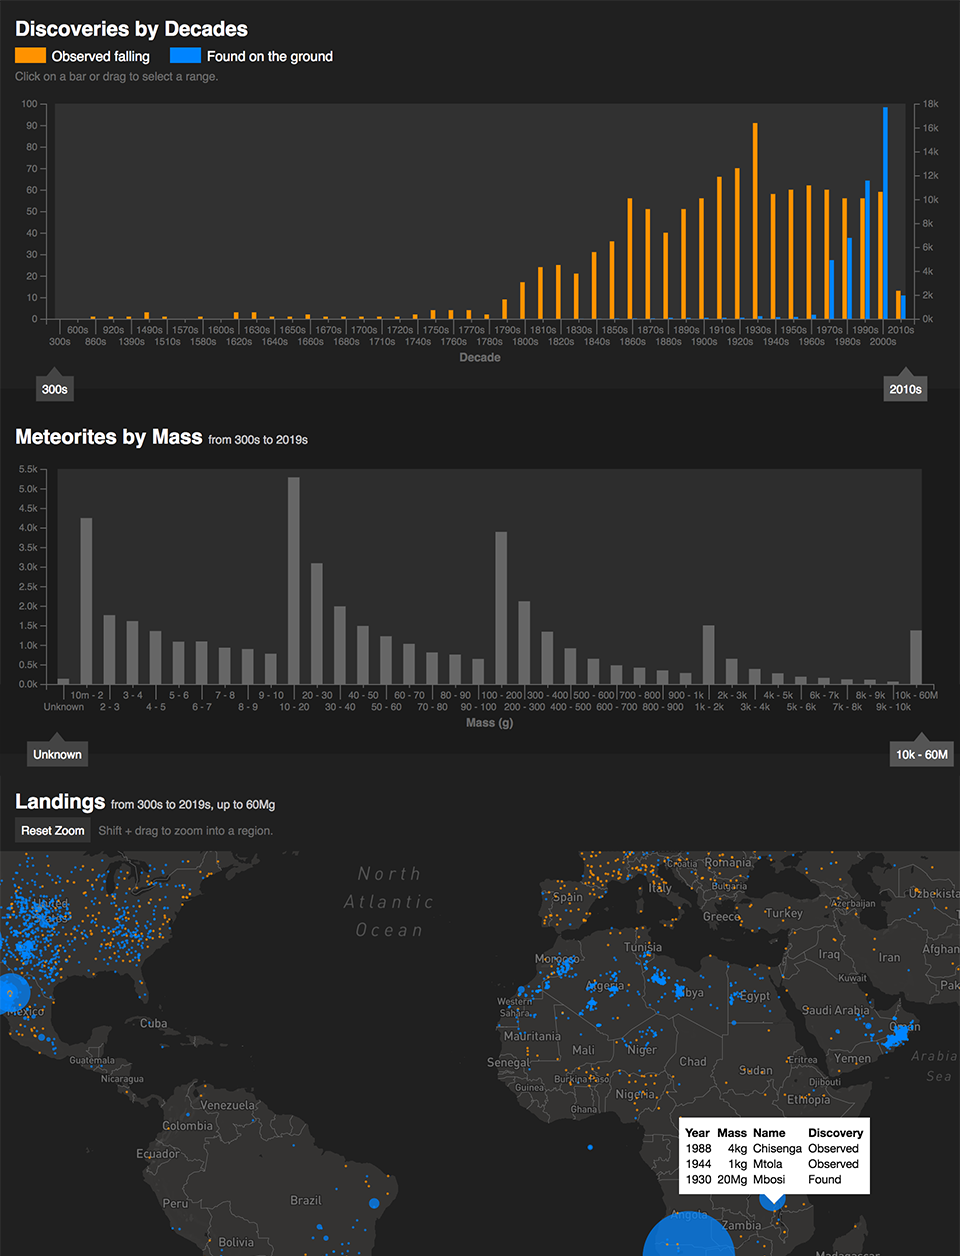 Discoveries by Decades
Observed falling Found on the ground
Click on a bar or drag to select a range.
100 18k
90 16k
80 14k
70 12k
60 10k
50 8k
40 6k
30 4k
20 2k
10 0k
0
600s 920s 1490s 1570s 1600s 1630s 1650s 1670s 1700s 1720s 1750s 1770s 1790s 1810s 1830s 1850s 1870s 1890s 1910s 1930s 1950s 1970s 1990s 2010s
300s 860s 1390s 1510s 1580s 1620s 1640s 1660s 1680s 1710s 1740s 1760s 1780s 1800s 1820s 1840s 1860s 1880s 1900s 1920s 1940s 1960s 1980s 2000s
Decade
300s 2010s
Meteorites by Mass from 300s to 2019s
5.5k
5.0k
4.5k
4.0k
3.5k
3.0k
2.5k
2.0k
1.5k
1.0k
0.5k
0.0k
10m - 2 3 - 4 5 - 6 7 - 8 9 - 10 20 - 30 40 - 50 60 - 70 80 - 90 100 - 200 300 - 400 500 - 600 700 - 800 900 - 1k 2k - 3k 4k - 5k 6k - 7k 8k - 9k 10k - 60M
Unknown 2 - 3 4 - 5 6 - 7 8 - 9 10 - 20 30 - 40 50 - 60 70 - 80 90 - 100 200 - 300 400 - 500 600 - 700 800 - 900 1k - 2k 3k - 4k 5k - 6k 7k - 8k 9k - 10k
Mass (g)
Unknown 10k - 60M
Landings from 300s to 2019s, up to 60Mg
Reset Zoom Shift + drag to zoom into a region.
North
Atlantic
Ocean
Croatia Romania
Italy Bulgaria
Spain
Greece Turkey Azerbaijan Uzbekista
United
States
Tunisia
Morocco Iraq Iran Afghan
Kuwait
Algeria Libya Egypt Pak
Western
Sahara
Saudi Arabia
Mexico
Cuba
Oman
Mauritania Mali Niger
Senegal Chad Sudan Eritrea Yemen Arabia
Sea
Guatemala
Nicaragua
Guinea Burkina Faso Djibouti
Nigeria Ethiopia
Ghana
Venezuela
Colombia
Ecuador
Year Mass Name Discovery
1988 4kg Chisenga Observed
1944 1kg Mtola Observed
1930 20Mg Mbosi Found
Peru Brazil
Angola Zambia
Bolivia
Madagascar